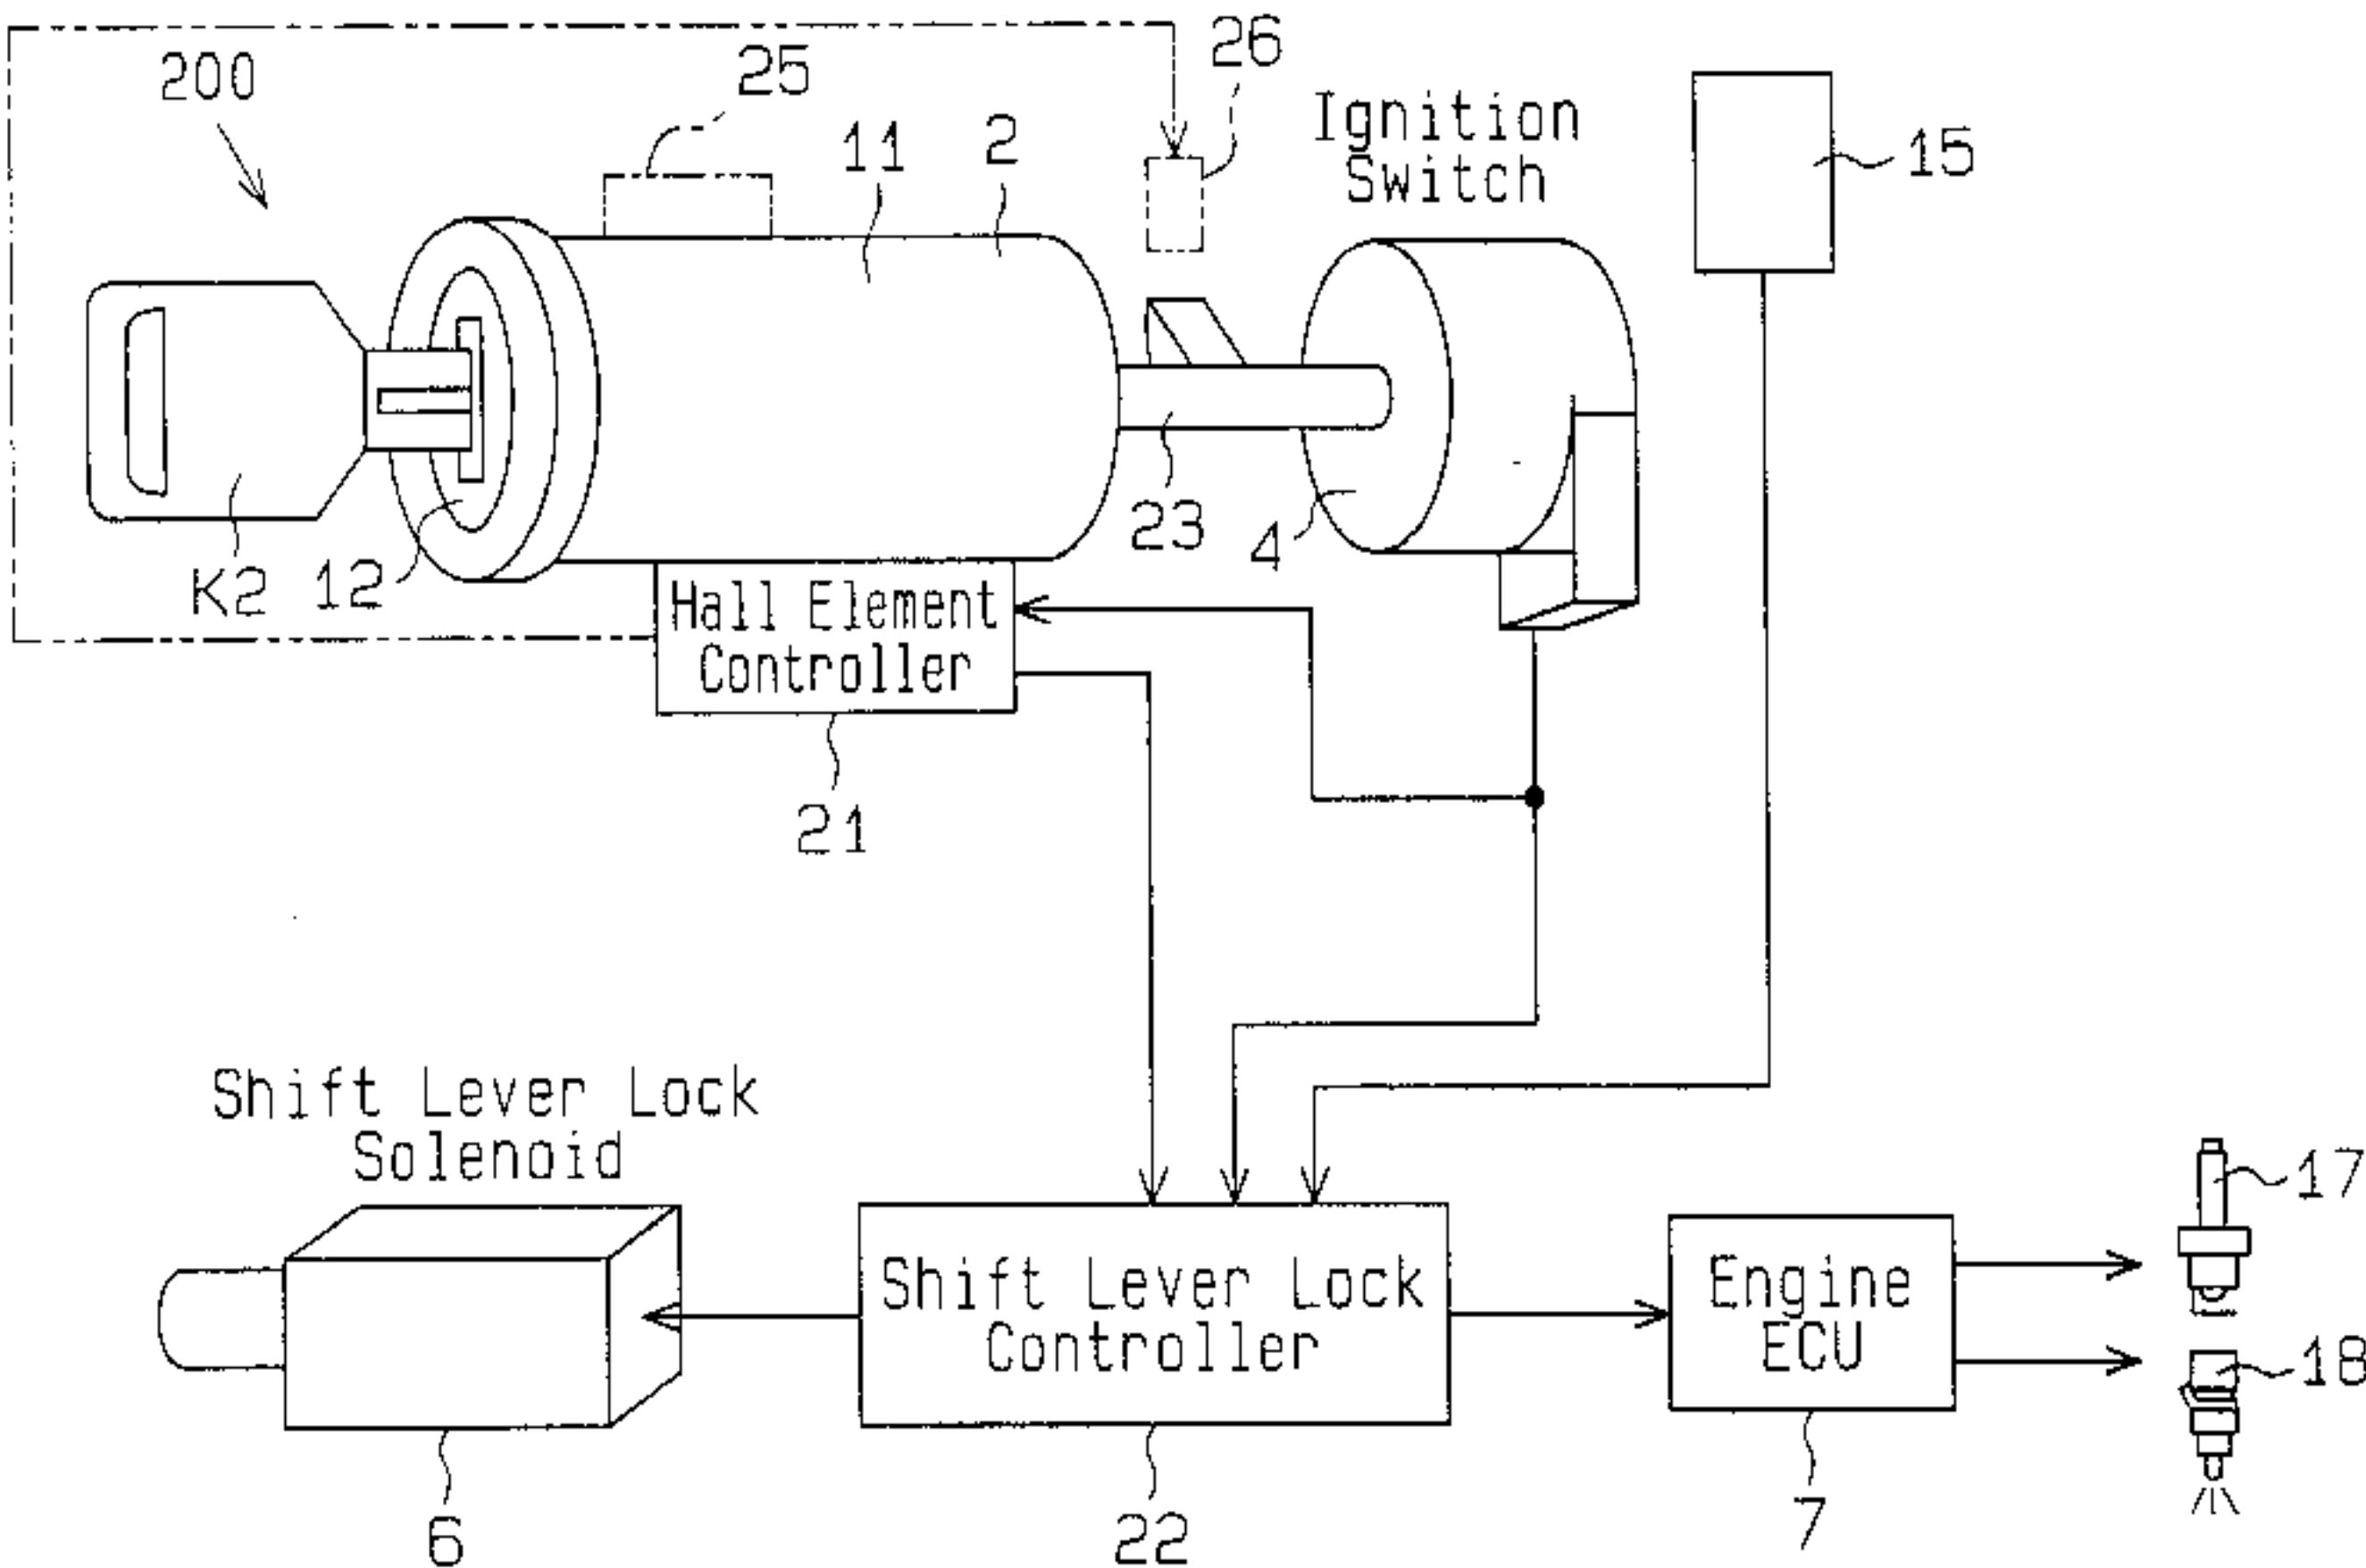 200
25
26
11
2
Ignition
Switch
15
K2
12
23
4
Hall Element
Controller
21
Shift Lever Lock
Solenoid
17
Shift Lever Lock
Controller
Engine
ECU
18
6
22
7